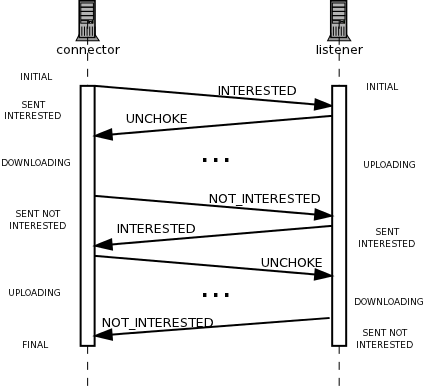 connector
listener
INITIAL
INITIAL
INTERESTED
SENT
INTERESTED
UNCHOKE
...
DOWNLOADING
UPLOADING
NOT_INTERESTED
SENT NOT
INTERESTED
INTERESTED
SENT
INTERESTED
UNCHOKE
...
UPLOADING
DOWNLOADING
NOT_INTERESTED
FINAL
SENT NOT
INTERESTED